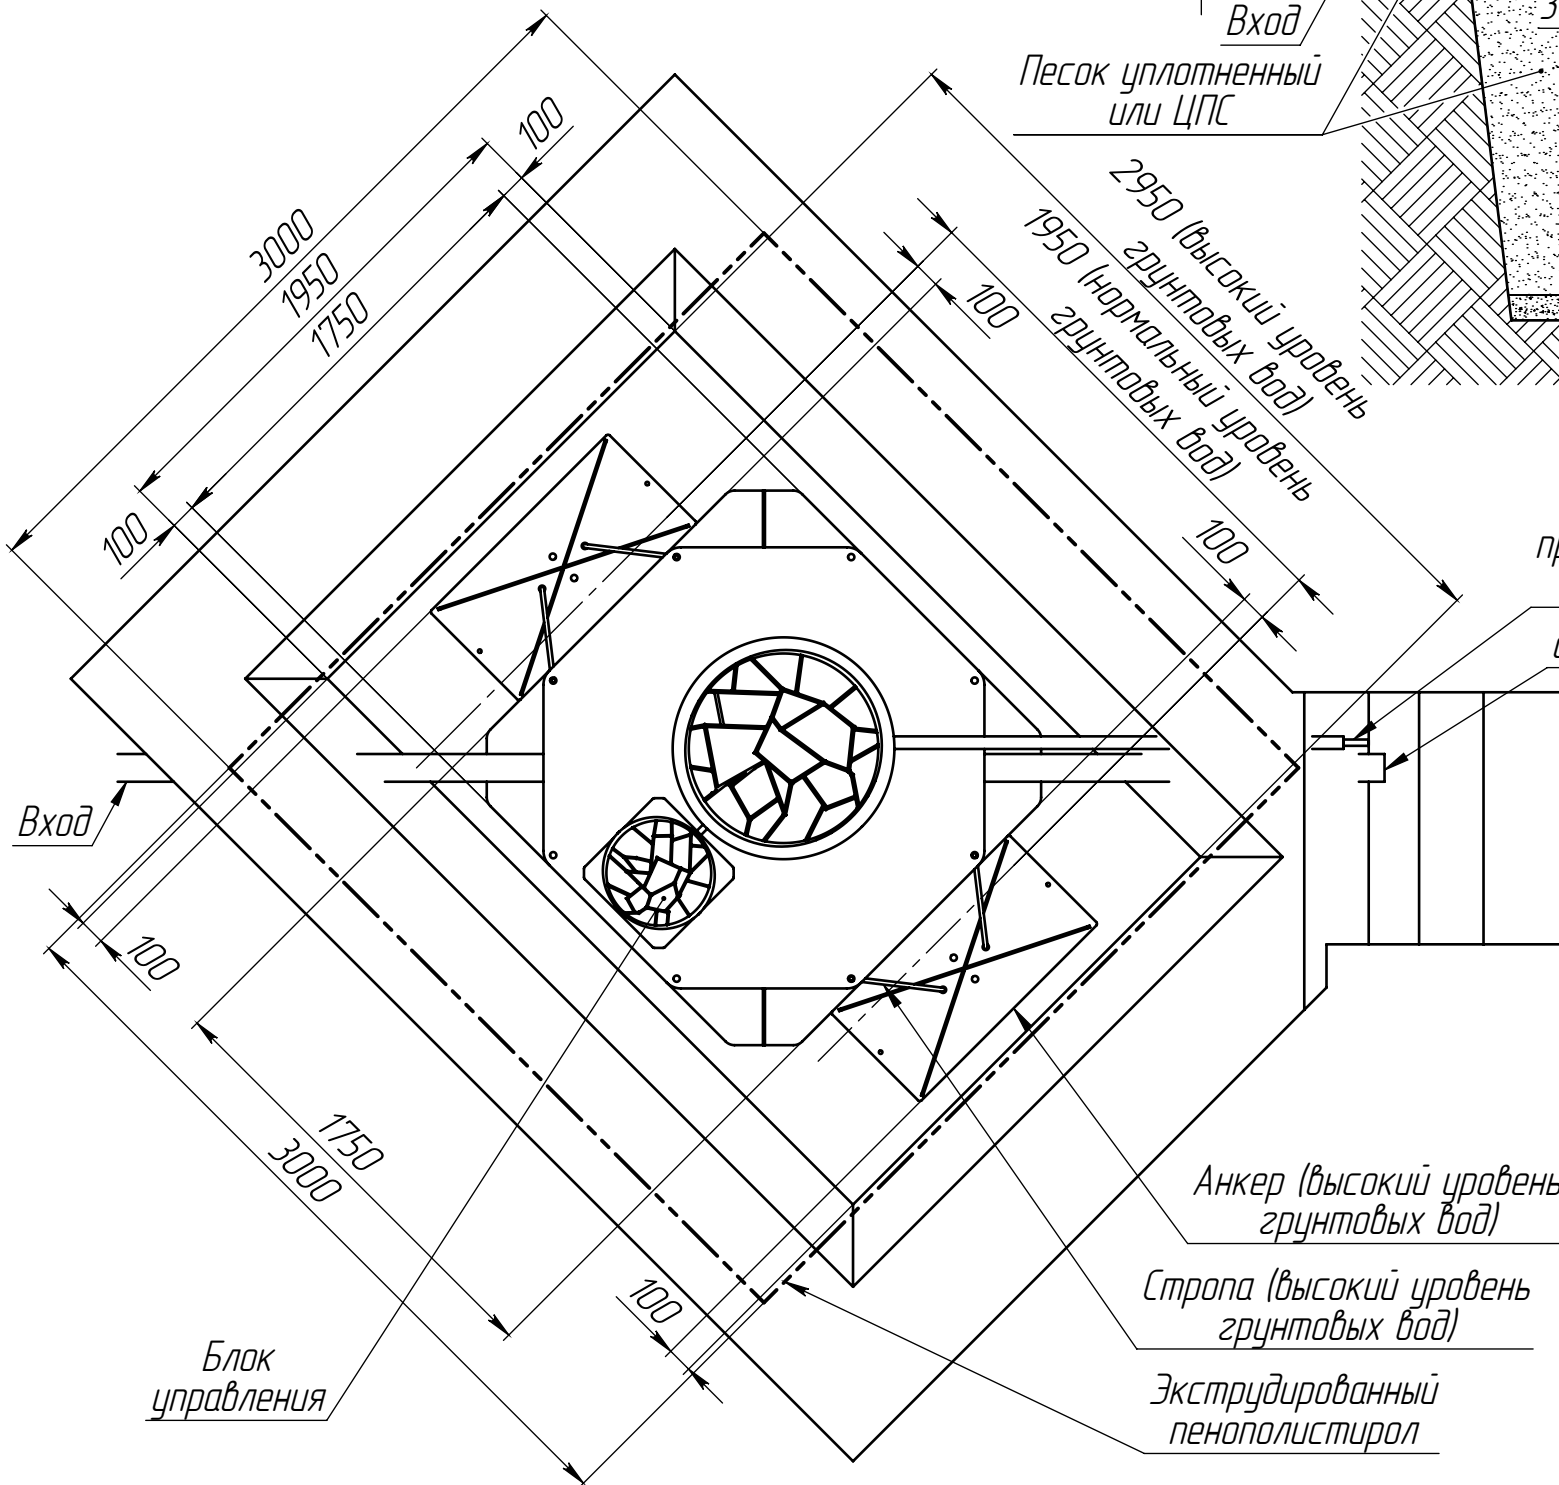 Вход
Песок уплотненный
или ЦПС
З
100
3000
1950
1750
2950 (высокий уровень
грунтовых вод)
1950 (нормальный уровень
грунтовых вод)
100
100
100
пр
Вход
100
1750
3000
100
Анкер (высокий уровень
грунтовых вод)
Стропа (высокий уровень
грунтовых вод)
Экструдированный
пенополистирол
Блок
управления